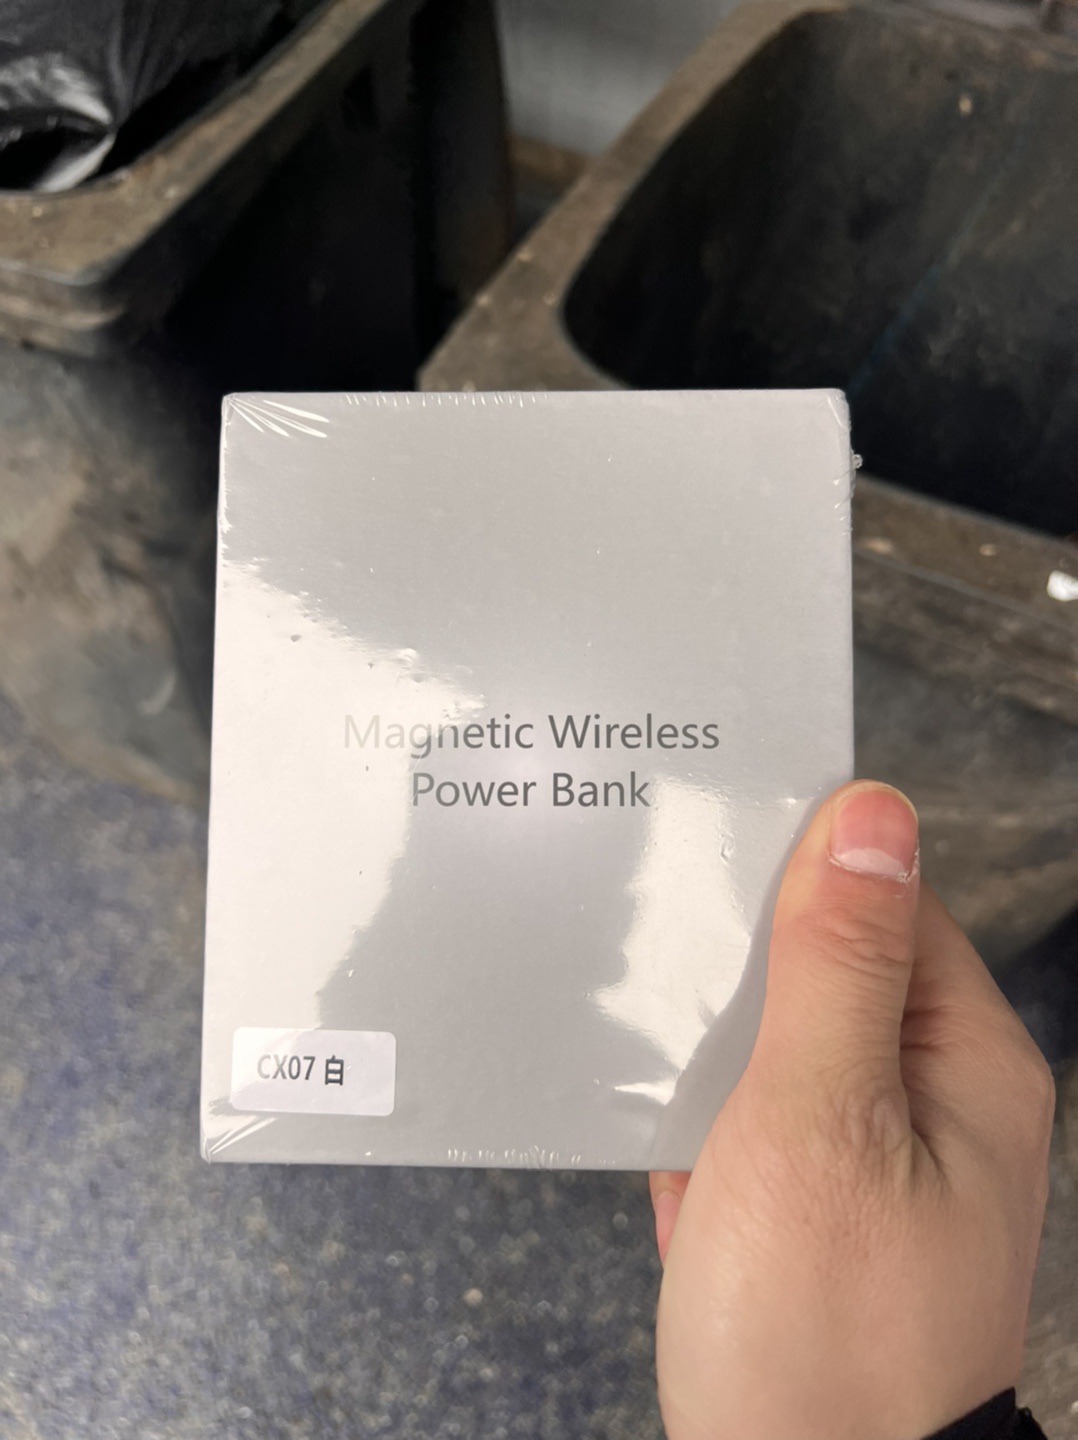 Magnetic Wireless
Power Bank
CX07 白